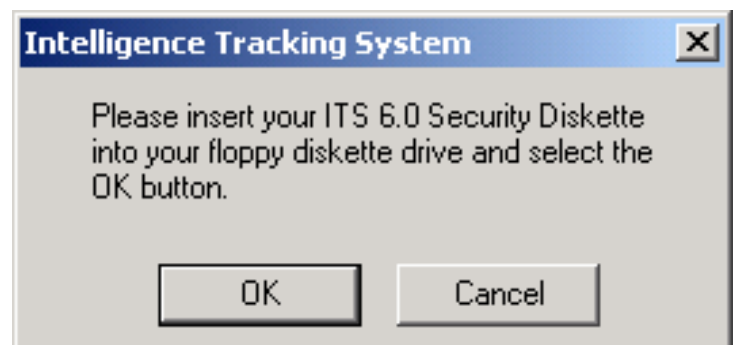 Intelligence Tracking System
Please insert your ITS 6.0 Security Diskette
into your floppy diskette drive and select the
OK button.
OK
Cancel